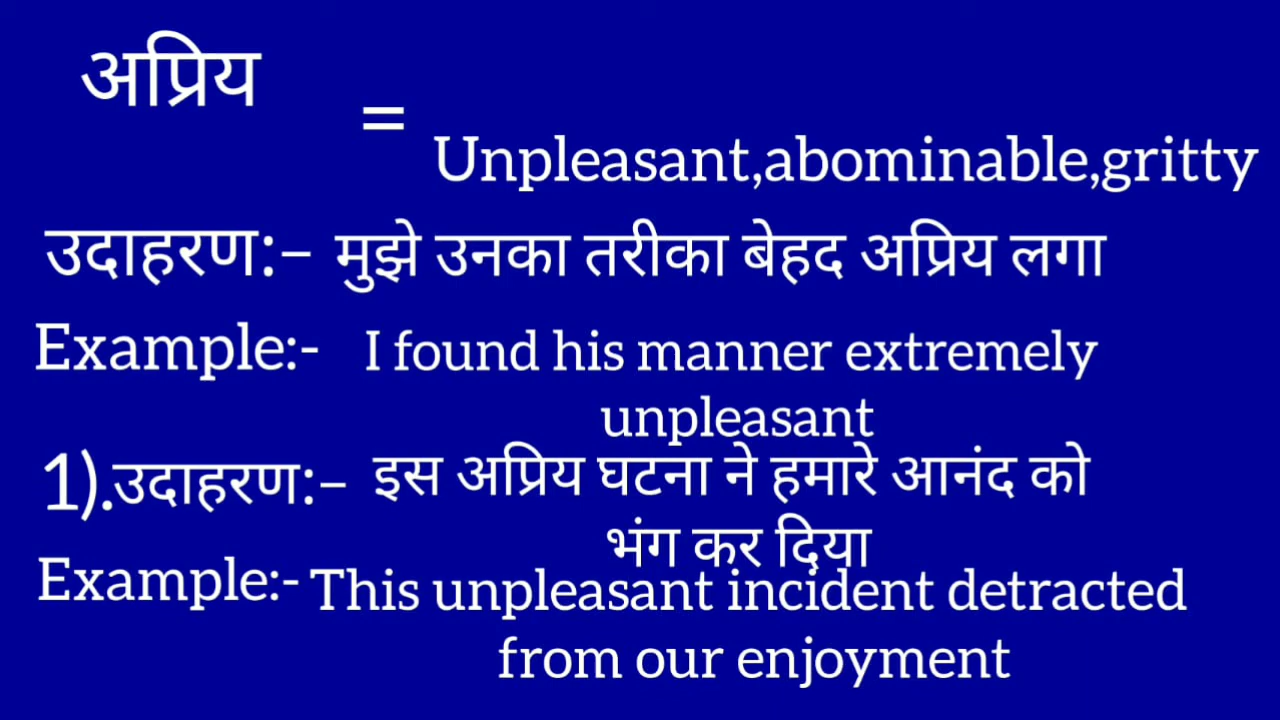 अप्रिय
=
Unpleasant,abominable,gritty
उदाहरण:– मुझे उनका तरीका बेहद अप्रिय लगा
Example:- I found his manner extremely
unpleasant
1).उदाहरण:– इस अप्रिय घटना ने हमारे आनंद को
भंग कर दिया
Example:- This unpleasant incident detracted
from our enjoyment